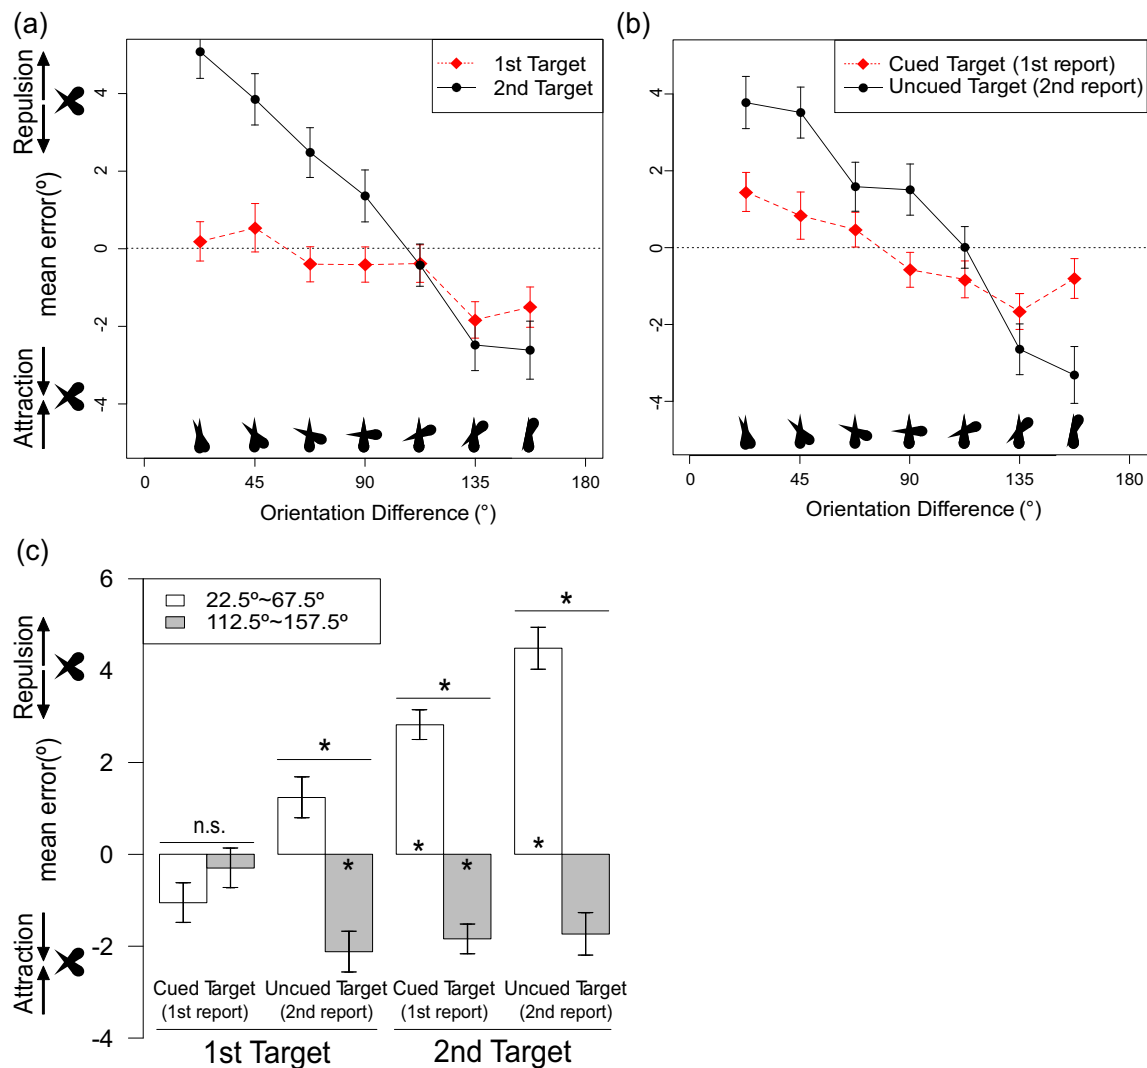 (a)
Repulsion
mean error(º)
Attraction
4
2
0
-2
-4
1st Target
2nd Target
0
45
90
135
180
Orientation Difference (°)
(b)
4
2
0
-2
-4
Cued Target (1st report)
Uncued Target (2nd report)
0
45
90
135
180
Orientation Difference (°)
(c)
Repulsion
mean error(º)
Attraction
6
4
2
0
-2
-4
22.5º~67.5º
112.5º~157.5º
n.s.
*
*
*
*
*
*
*
Cued Target
(1st report)
Uncued Target
(2nd report)
Cued Target
(1st report)
Uncued Target
(2nd report)
1st Target
2nd Target